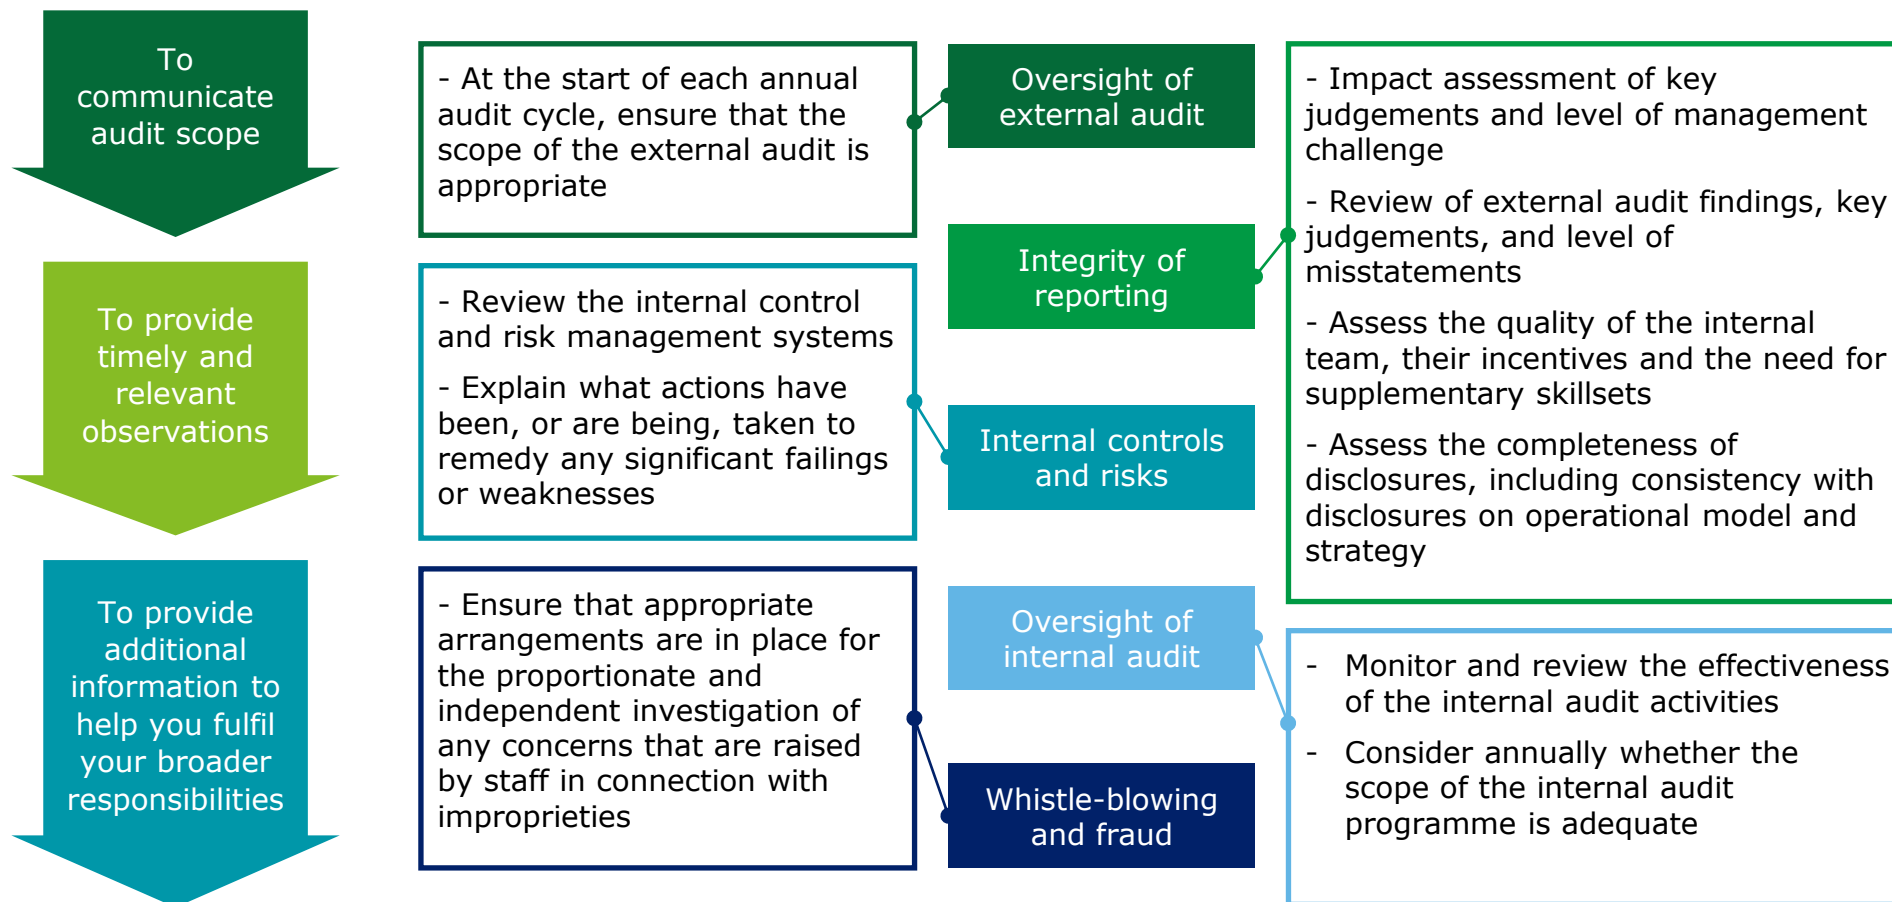 To
communicate
audit scope
To provide
timely and
relevant
observations
To provide
additional
information to
help you fulfil
your broader
responsibilities
- At the start of each annual
audit cycle, ensure that the
scope of the external audit is
appropriate
- Review the internal control
and risk management systems
- Explain what actions have
been, or are being, taken to
remedy any significant failings
or weaknesses
- Ensure that appropriate
arrangements are in place for
the proportionate and
independent investigation of
any concerns that are raised
by staff in connection with
improprieties
Oversight of
external audit
Integrity of
reporting
Internal controls
and risks
Oversight of
internal audit
Whistle-blowing
and fraud
- Impact assessment of key
judgements and level of management
challenge
- Review of external audit findings, key
judgements, and level of
misstatements
- Assess the quality of the internal
team, their incentives and the need for
supplementary skillsets
- Assess the completeness of
disclosures, including consistency with
disclosures on operational model and
strategy
- Monitor and review the effectiveness
of the internal audit activities
- Consider annually whether the
scope of the internal audit
programme is adequate